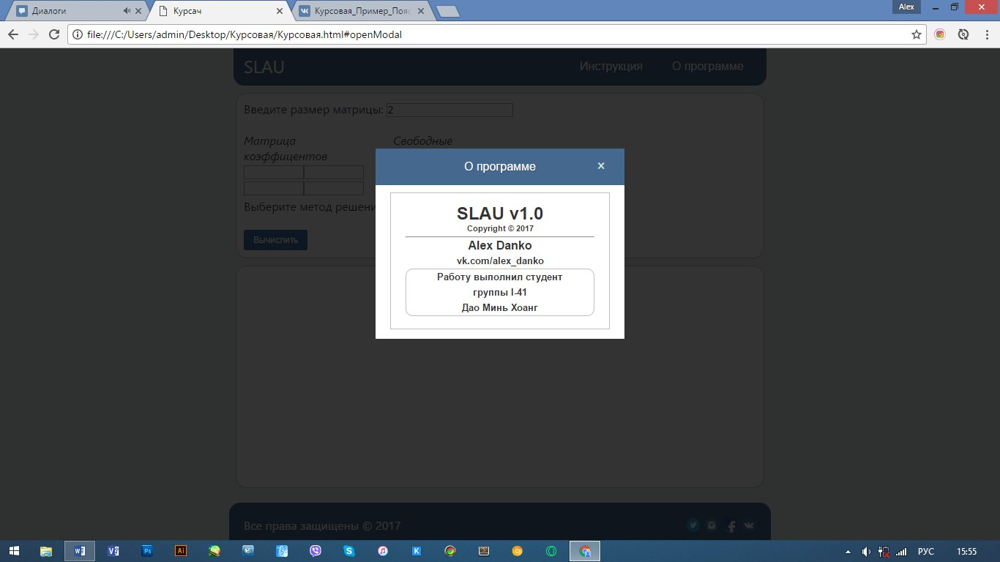 Диалоги
Курсач
Курсовая_Пример_Пояс
Alex
file:///C:/Users/admin/Desktop/Курсовая/Курсовая.html#openModal
SLAU
Инструкция
О программе
Введите размер матрицы: 2
Матрица
коэффицентов
Свободные
Выберите метод решени
Вычислить
О программе
×
SLAU v1.0
Copyright © 2017
Alex Danko
vk.com/alex_danko
Работу выполнил студент
группы I-41
Дао Минь Хоанг
Все права защищены © 2017
РУС
15:55